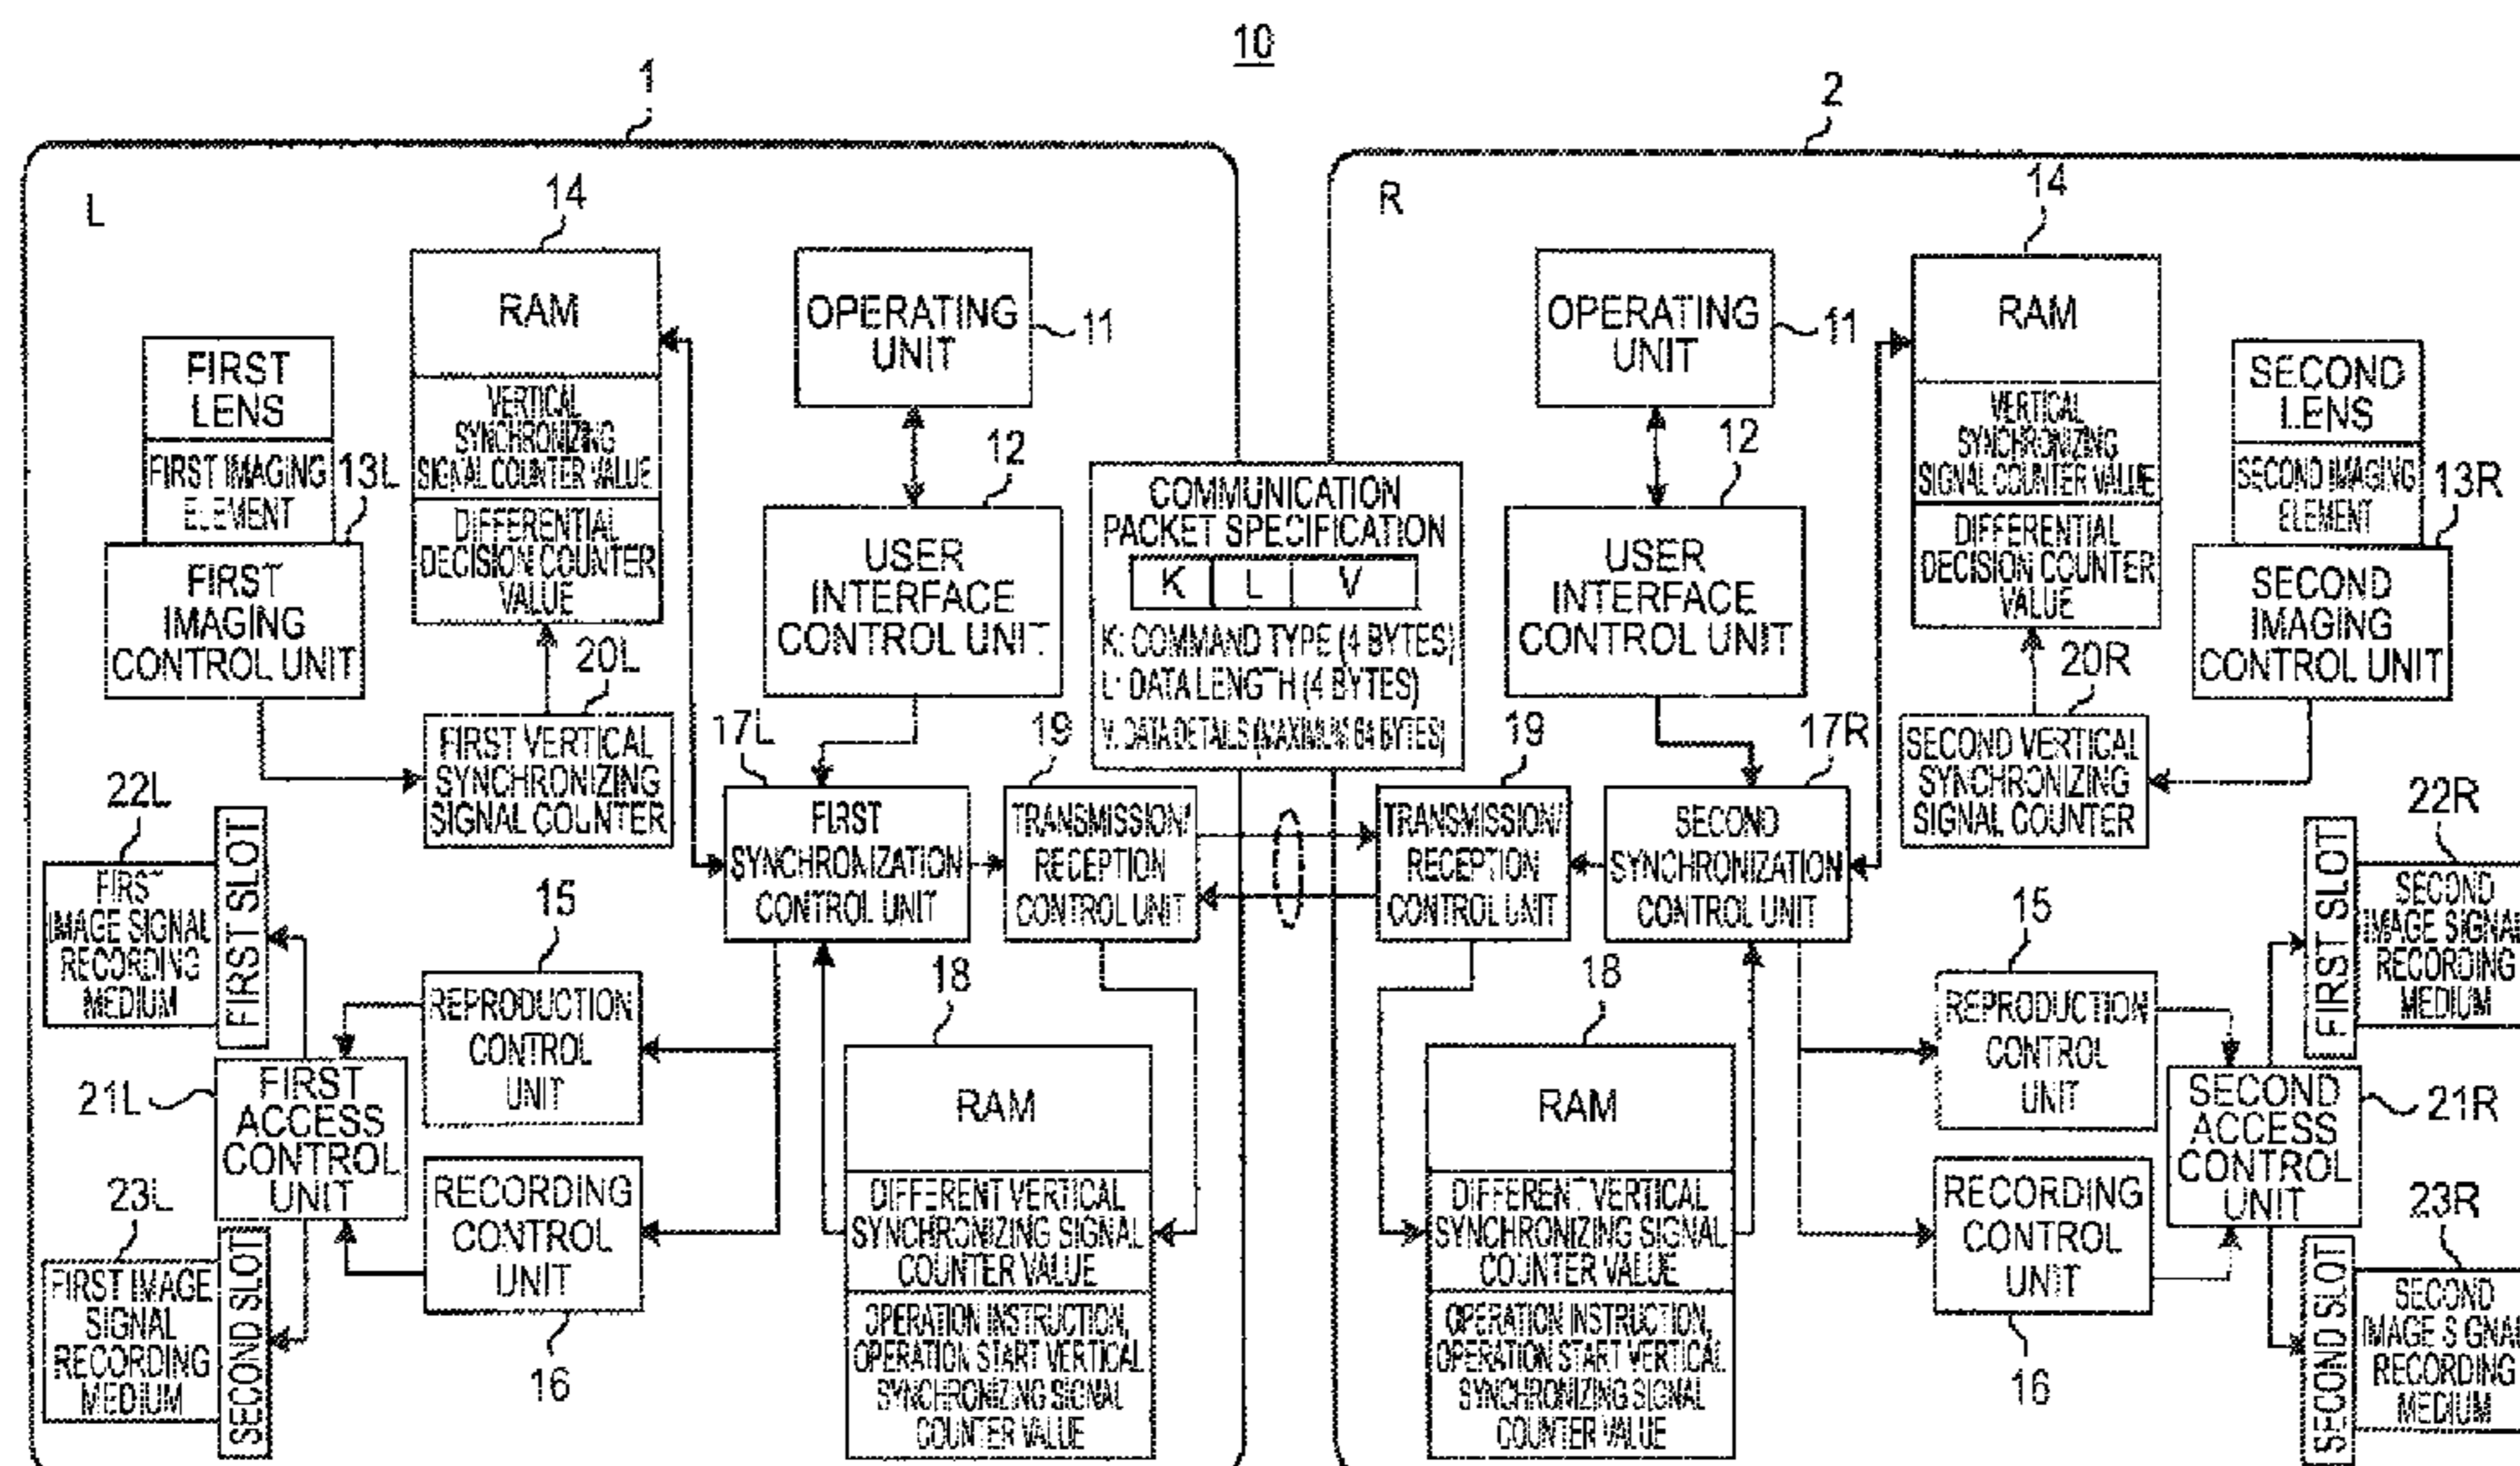 10
1
2
L
14
RAM
VERTICAL
SYNCHRONIZING
SIGNAL COUNTER VALUE
DIFFERENTIAL
DECISION COUNTER
VALUE
OPERATING
UNIT
11
FIRST
LENS
FIRST IMAGING
ELEMENT
13L
FIRST
IMAGING
CONTROL UNIT
12
USER
INTERFACE
CONTROL UNIT
20L
FIRST VERTICAL
SYNCHRONIZING
SIGNAL COUNTER
17L
FIRST
SYNCHRONIZATION
CONTROL UNIT
19
TRANSMISSION/
RECEPTION
CONTROL UNIT
22L
FIRST
IMAGE SIGNAL
RECORDING
MEDIUM
FIRST SLOT
15
REPRODUCTION
CONTROL
UNIT
21L
FIRST
ACCESS
CONTROL
UNIT
RECORDING
CONTROL
UNIT
16
23L
FIRST IMAGE
SIGNAL
RECORDING
MEDIUM
SECOND SLOT
18
RAM
DIFFERENT VERTICAL
SYNCHRONIZING SIGNAL
COUNTER VALUE
OPERATION INSTRUCTION,
OPERATION START VERTICAL
SYNCHRONIZING SIGNAL
COUNTER VALUE
COMMUNICATION
PACKET SPECIFICATION
K L V
K: COMMAND TYPE (4 BYTES)
L: DATA LENGTH (4 BYTES)
V: DATA DETAILS (MAXIMUM 64 BYTES)
R
OPERATING
UNIT
11
14
RAM
VERTICAL
SYNCHRONIZING
SIGNAL COUNTER VALUE
DIFFERENTIAL
DECISION COUNTER
VALUE
SECOND
LENS
SECOND IMAGING
ELEMENT
13R
SECOND
IMAGING
CONTROL UNIT
12
USER
INTERFACE
CONTROL UNIT
20R
SECOND VERTICAL
SYNCHRONIZING
SIGNAL COUNTER
19
TRANSMISSION/
RECEPTION
CONTROL UNIT
17R
SECOND
SYNCHRONIZATION
CONTROL UNIT
22R
FIRST SLOT
SECOND
IMAGE SIGNAL
RECORDING
MEDIUM
15
REPRODUCTION
CONTROL
UNIT
SECOND
ACCESS
CONTROL
UNIT
21R
RECORDING
CONTROL
UNIT
16
23R
SECOND SLOT
SECOND
IMAGE SIGNAL
RECORDING
MEDIUM
18
RAM
DIFFERENT VERTICAL
SYNCHRONIZING SIGNAL
COUNTER VALUE
OPERATION INSTRUCTION,
OPERATION START VERTICAL
SYNCHRONIZING SIGNAL
COUNTER VALUE